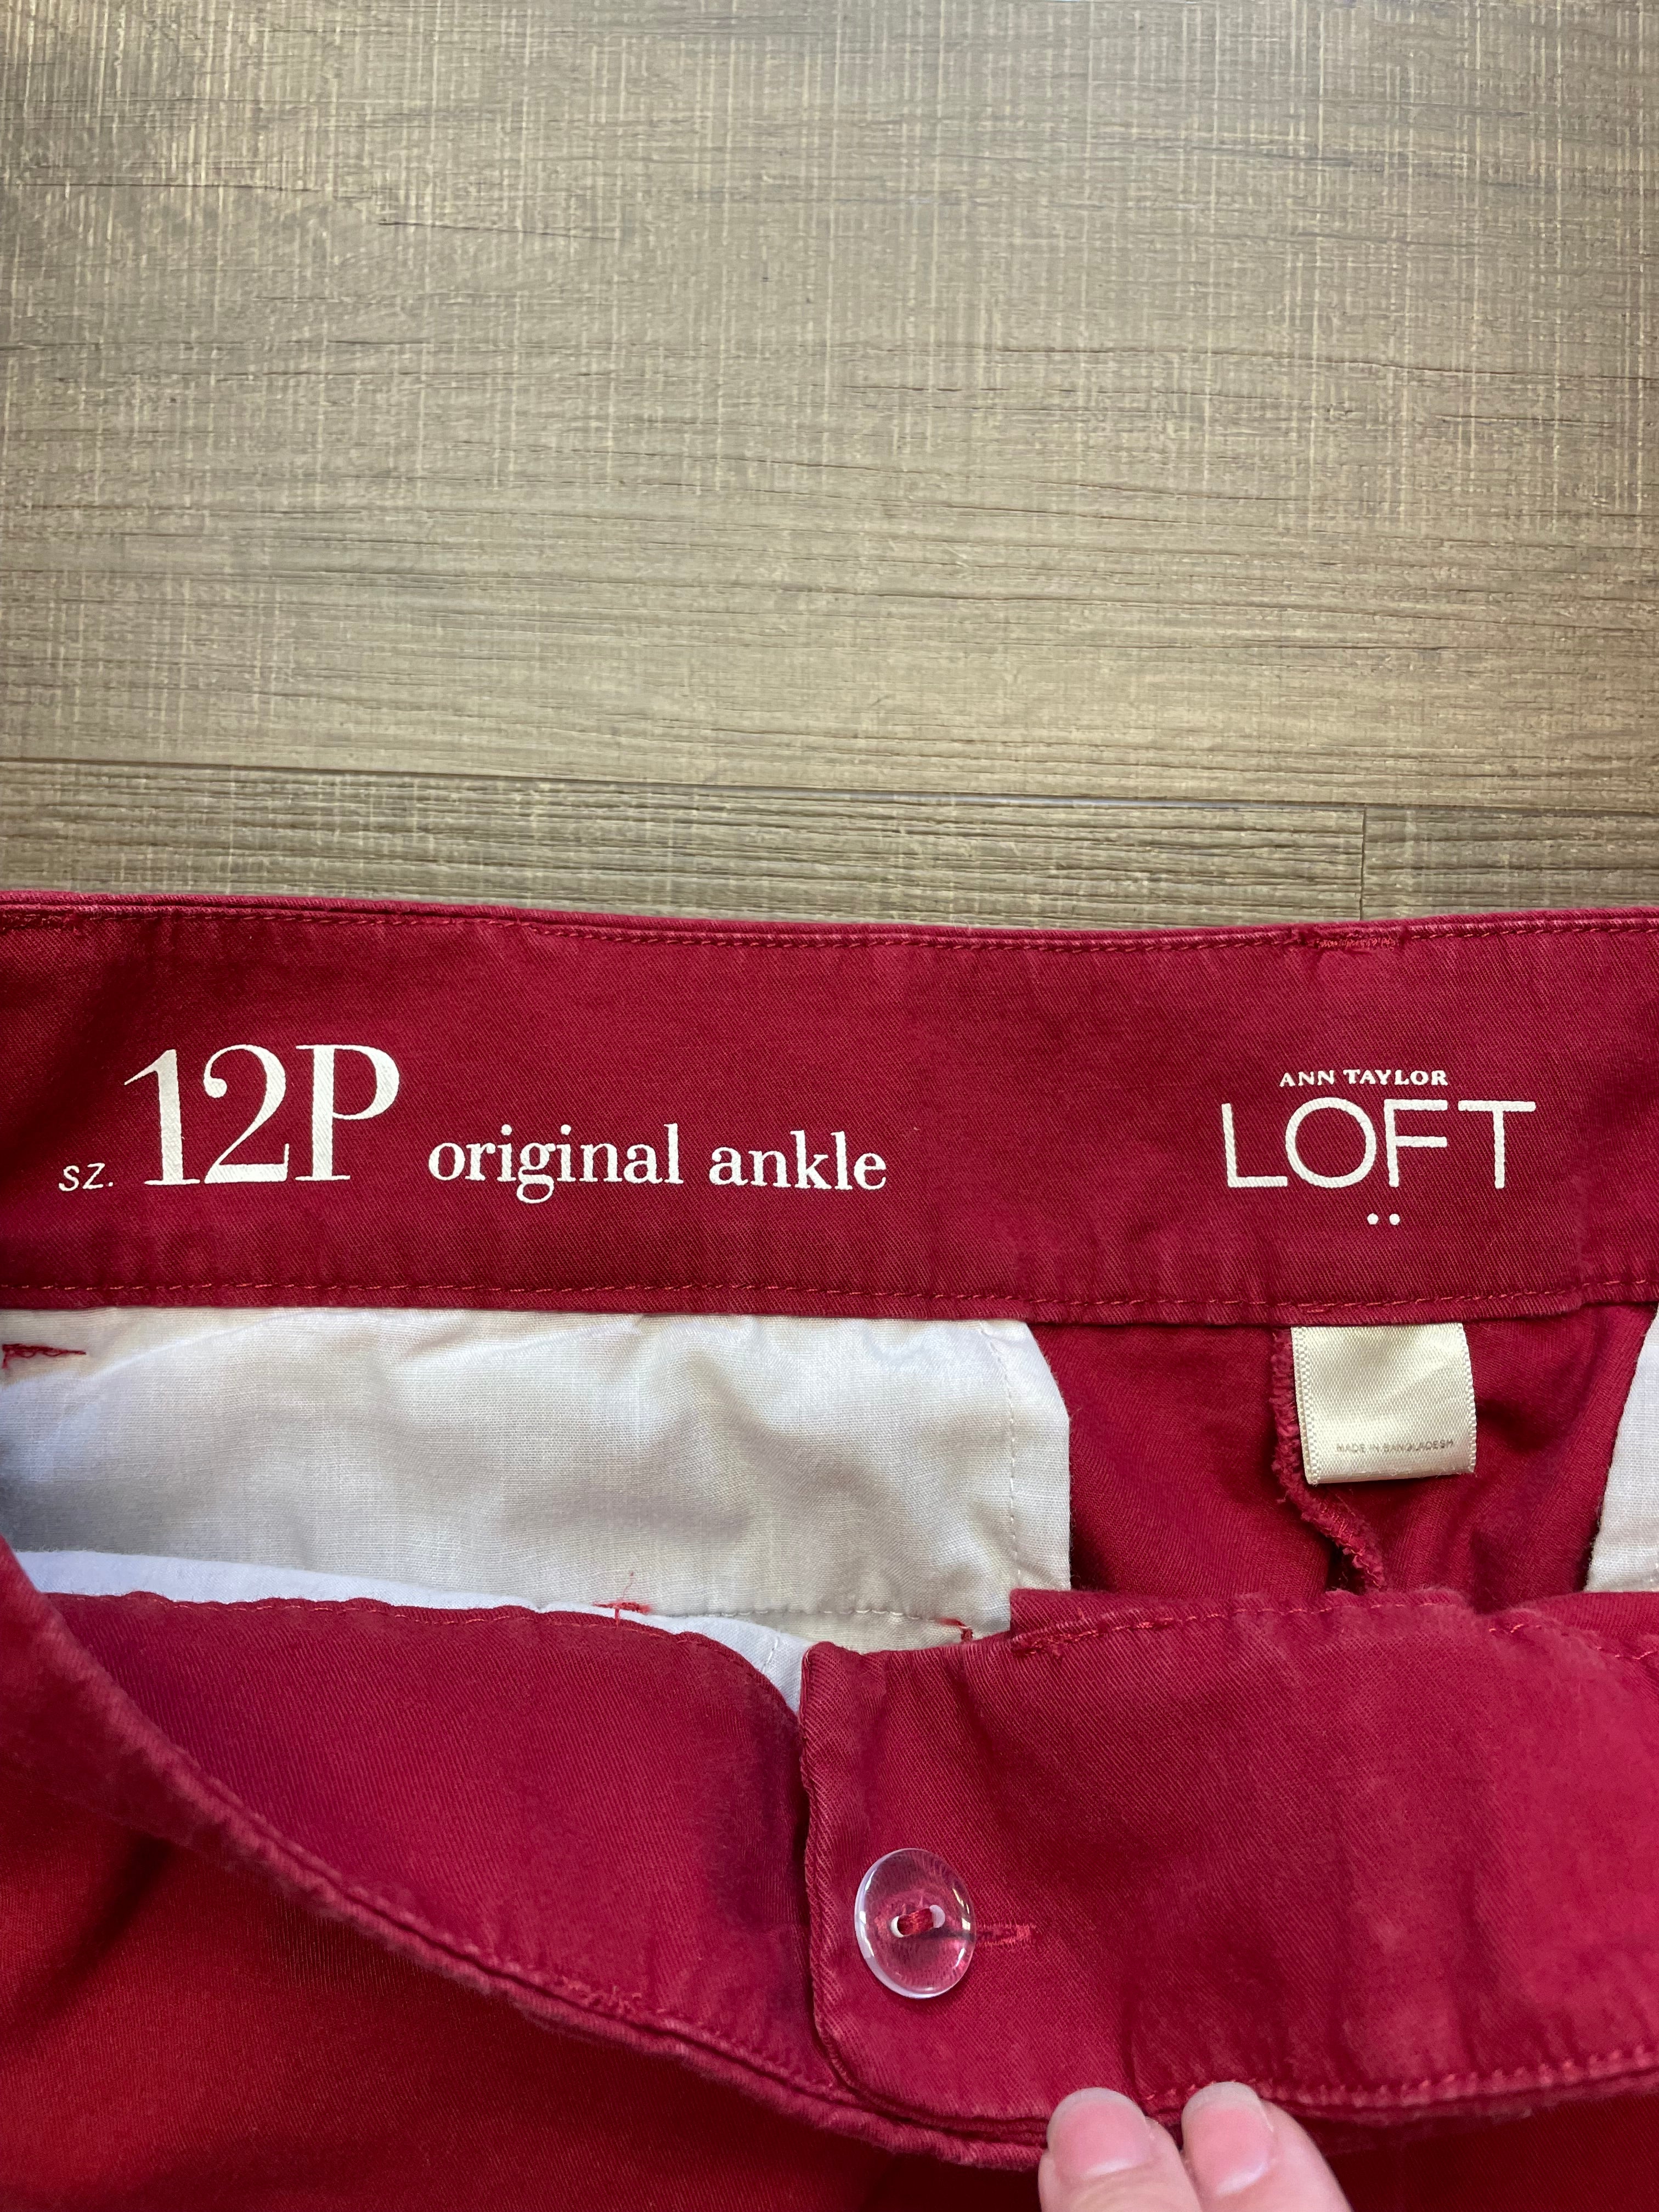 sz. 12P original ankle
ANN TAYLOR
LOFT
MADE IN BANGLADESH